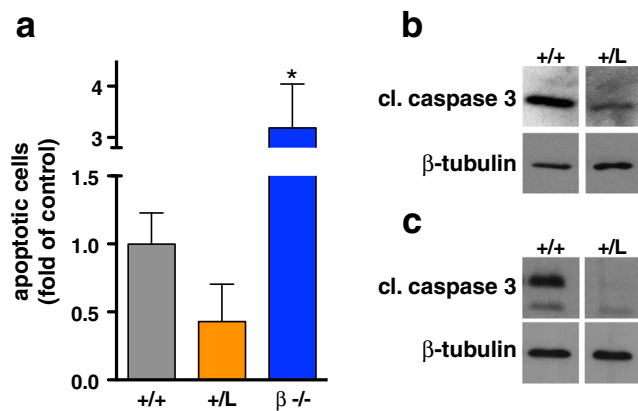 a
apoptotic cells
(fold of control)
4
3
1.5
1.0
0.5
0.0
*
+/+ +/L β -/-
b
+/+ +/L
cl. caspase 3
β-tubulin
c
+/+ +/L
cl. caspase 3
β-tubulin